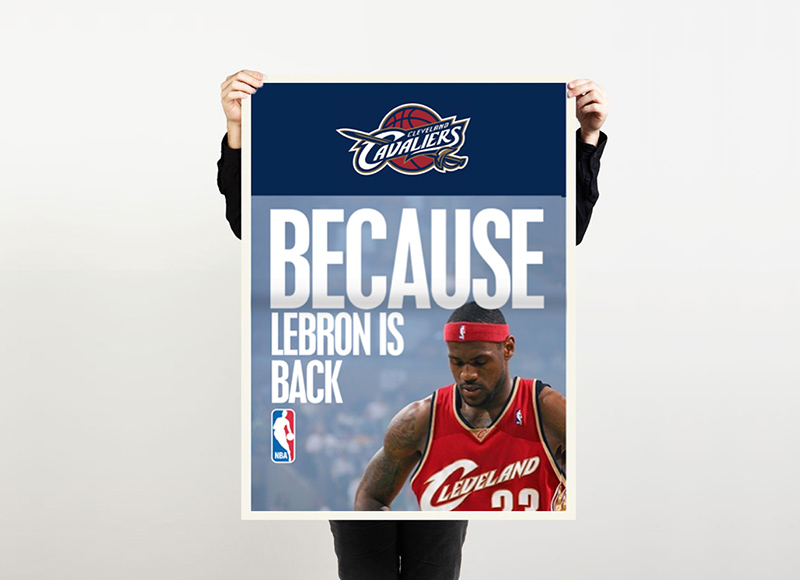 CLEVELAND
CAVALIERS
BECAUSE
LEBRON IS
BACK
NBA
CLEVELAND
23